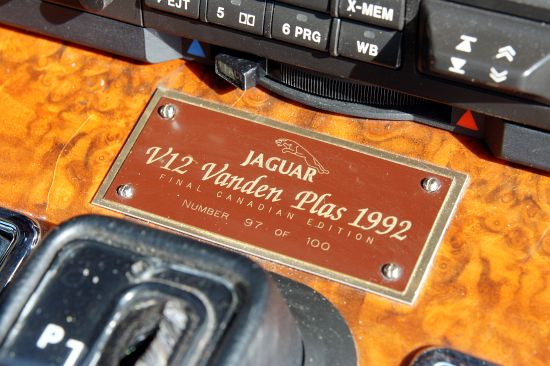 EJT
5
6 PRG
X-MEM
WB
JAGUAR
V12 Vanden Plas 1992
FINAL CANADIAN EDITION
NUMBER 97 OF 100
P